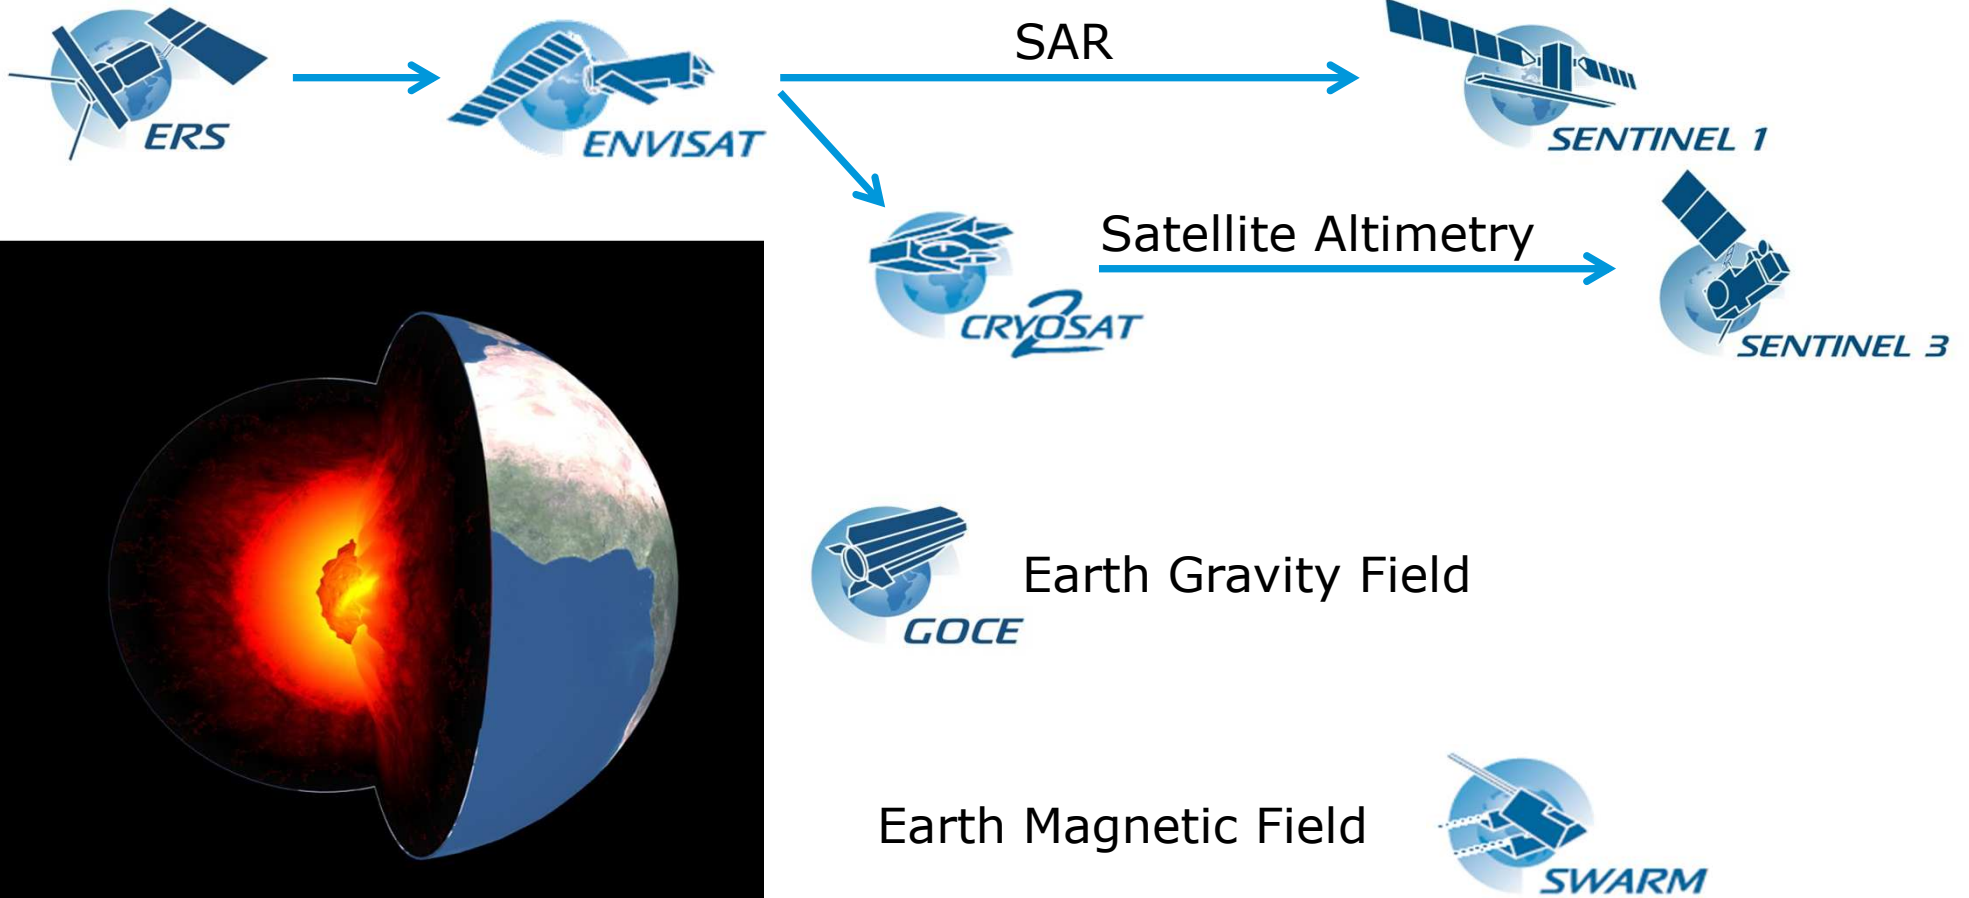 SAR
ERS
ENVISAT
SENTINEL 1
Satellite Altimetry
CRYOSAT
2
SENTINEL 3
Earth Gravity Field
GOCE
Earth Magnetic Field
SWARM